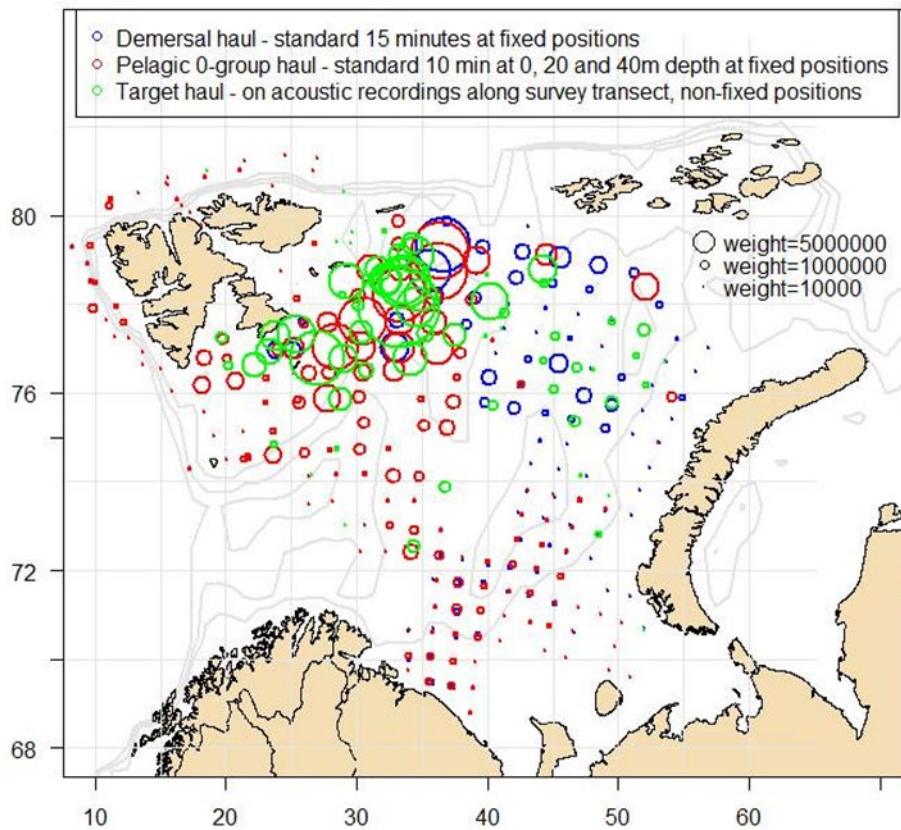 Demersal haul - standard 15 minutes at fixed positions
Pelagic 0-group haul - standard 10 min at 0, 20 and 40m depth at fixed positions
Target haul - on acoustic recordings along survey transect, non-fixed positions
80
weight=5000000
weight=1000000
weight=10000
76
72
68
10 20 30 40 50 60